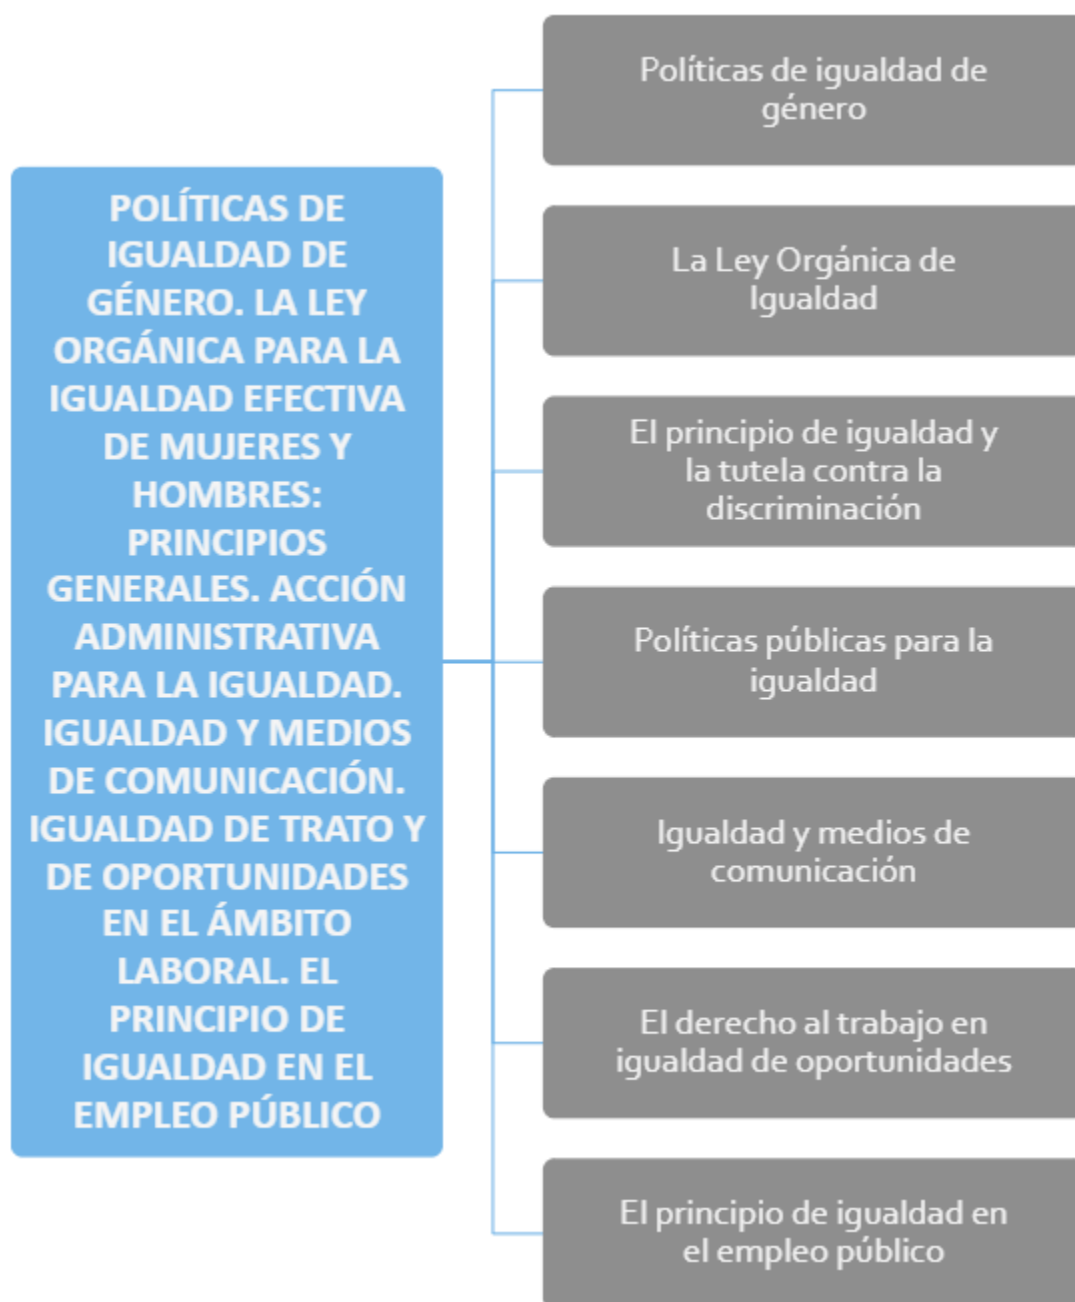 POLÍTICAS DE
IGUALDAD DE
GÉNERO. LA LEY
ORGÁNICA PARA LA
IGUALDAD EFECTIVA
DE MUJERES Y
HOMBRES:
PRINCIPIOS
GENERALES. ACCIÓN
ADMINISTRATIVA
PARA LA IGUALDAD.
IGUALDAD Y MEDIOS
DE COMUNICACIÓN.
IGUALDAD DE TRATO Y
DE OPORTUNIDADES
EN EL ÁMBITO
LABORAL. EL
PRINCIPIO DE
IGUALDAD EN EL
EMPLEO PÚBLICO
Políticas de igualdad de
género
La Ley Orgánica de
Igualdad
El principio de igualdad y
la tutela contra la
discriminación
Políticas públicas para la
igualdad
Igualdad y medios de
comunicación
El derecho al trabajo en
igualdad de oportunidades
El principio de igualdad en
el empleo público